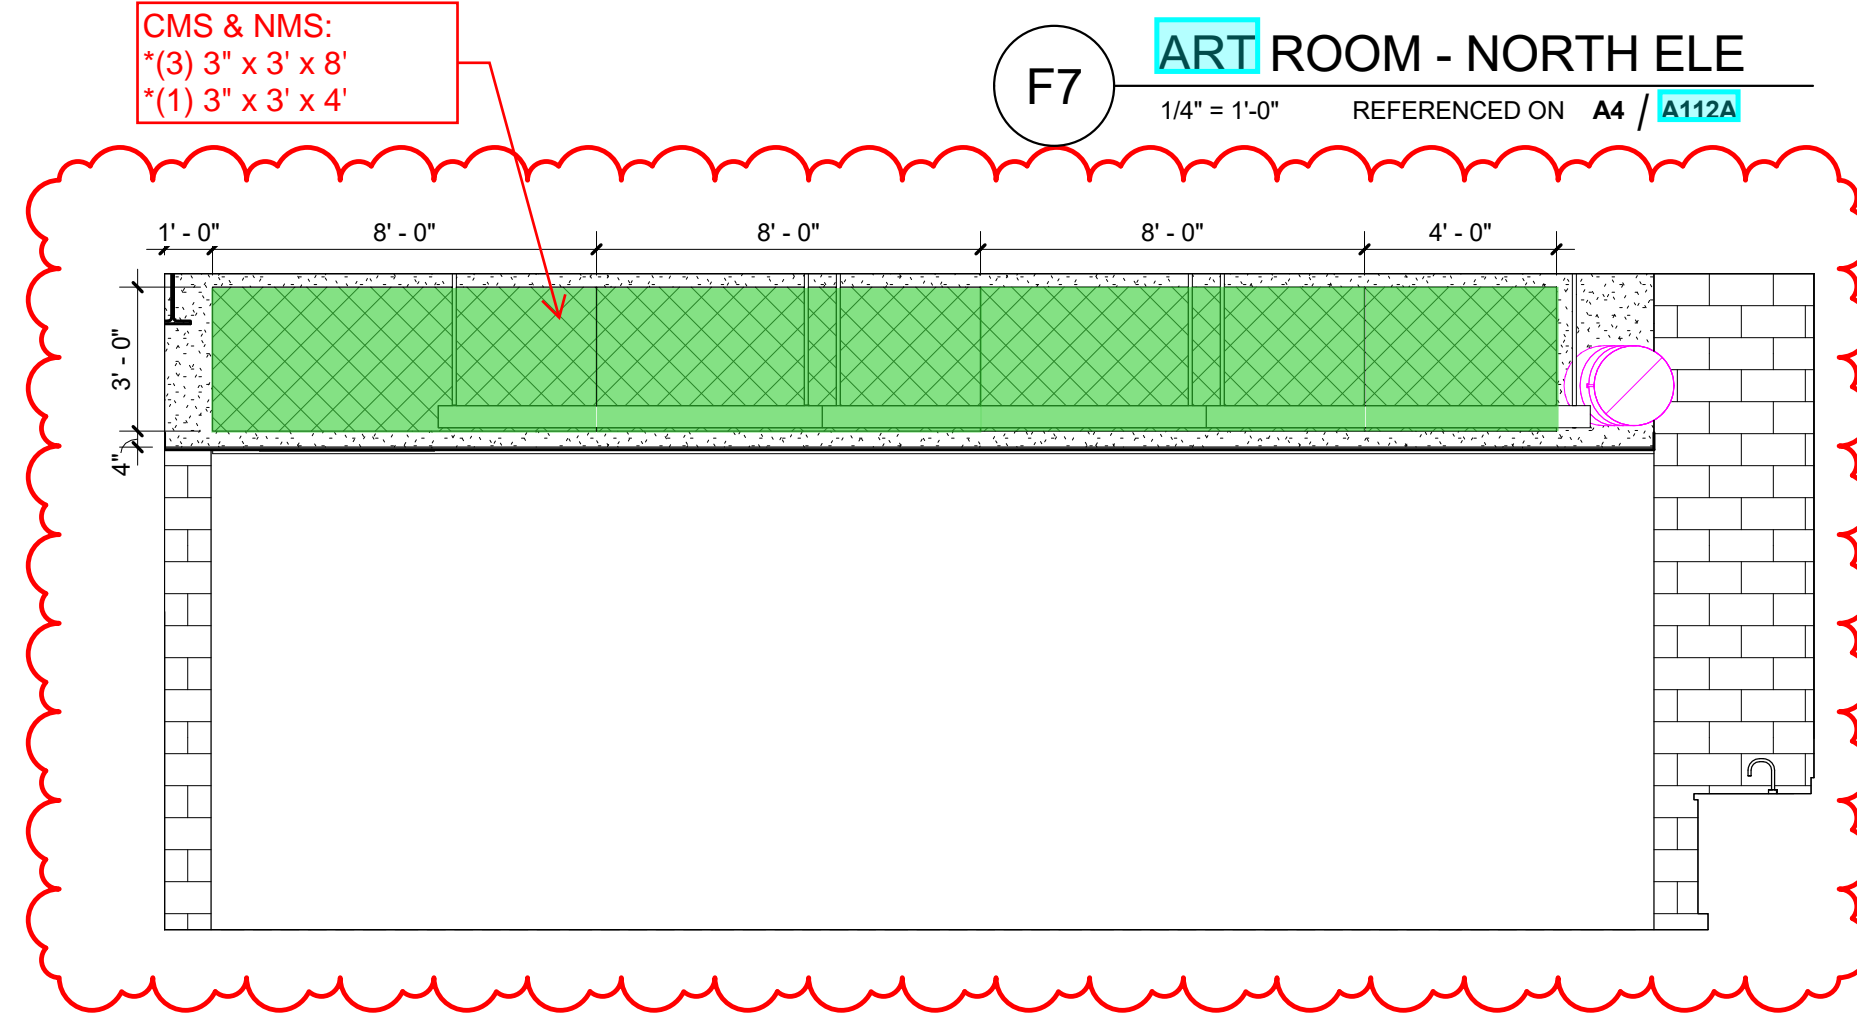 CMS & NMS:
*(3) 3" x 3' x 8'
*(1) 3" x 3' x 4'
F7
ART ROOM - NORTH ELE
1/4" = 1'-0" REFERENCED ON A4 / A112A
1' - 0" 8' - 0" 8' - 0" 8' - 0" 4' - 0"
3' - 0"
4"